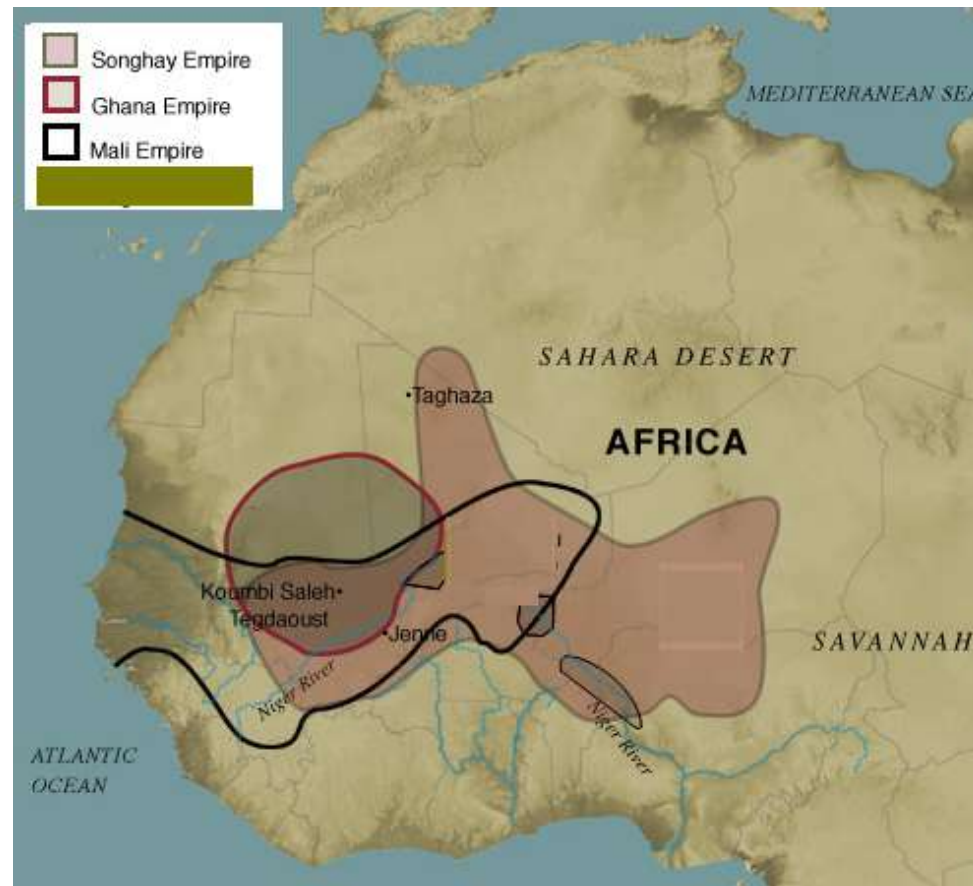 Songhay Empire
Ghana Empire
Mali Empire
MEDITERRANEAN SEA
SAHARA DESERT
Taghaza
AFRICA
Koumbi Saleh
Tegdaoust
Jenne
SAVANNAH
Niger River
Niger River
ATLANTIC
OCEAN